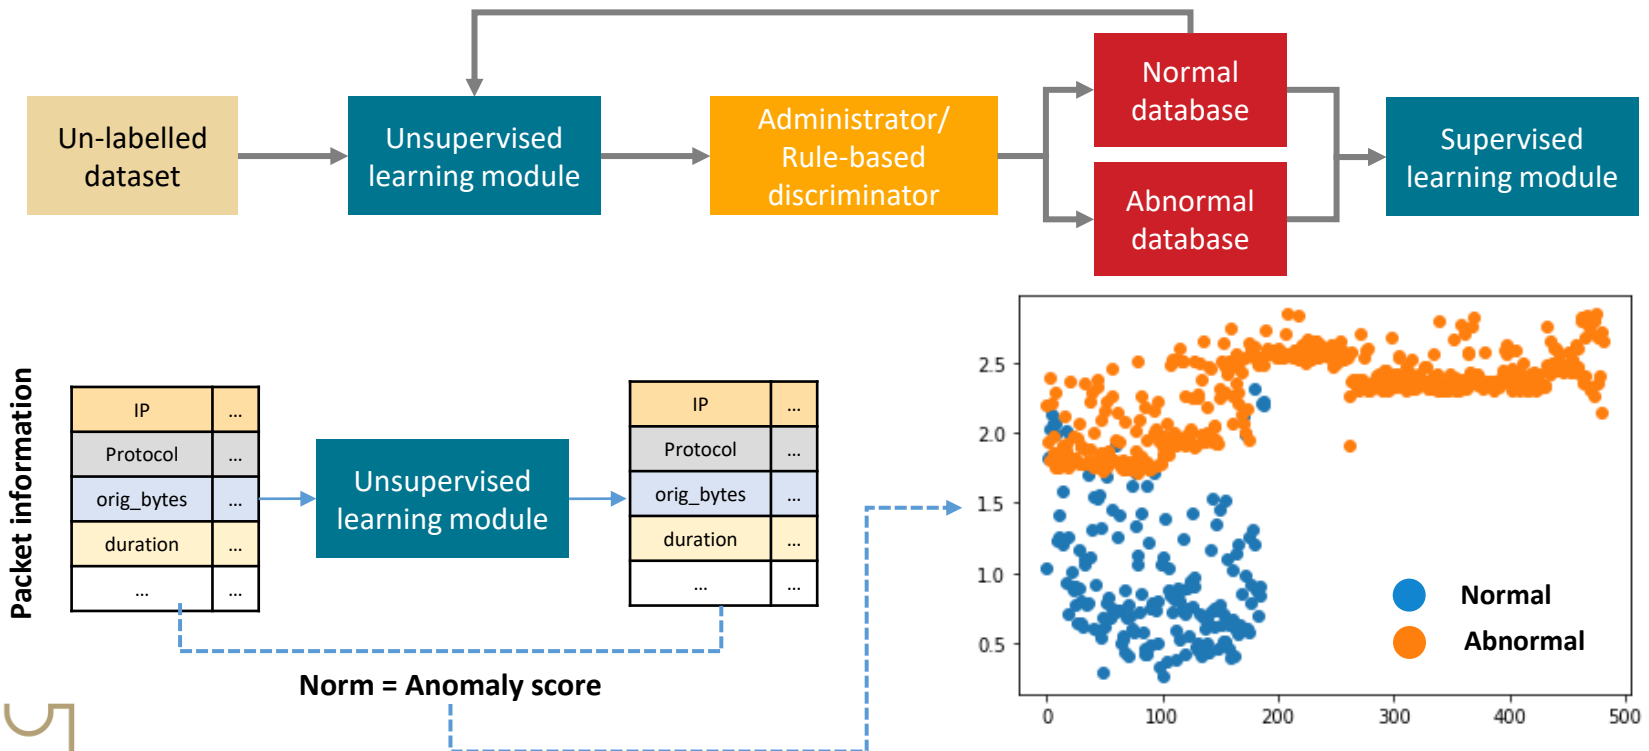 Un-labelled
dataset
Unsupervised
learning module
Administrator/
Rule-based
discriminator
Normal
database
Abnormal
database
Supervised
learning module
Packet information
IP ...
Protocol ...
orig_bytes ...
duration ...
... ...
Unsupervised
learning module
IP ...
Protocol ...
orig_bytes ...
duration ...
... ...
Norm = Anomaly score
2.5
2.0
1.5
1.0
0.5
0 100 200 300 400 500
Normal
Abnormal